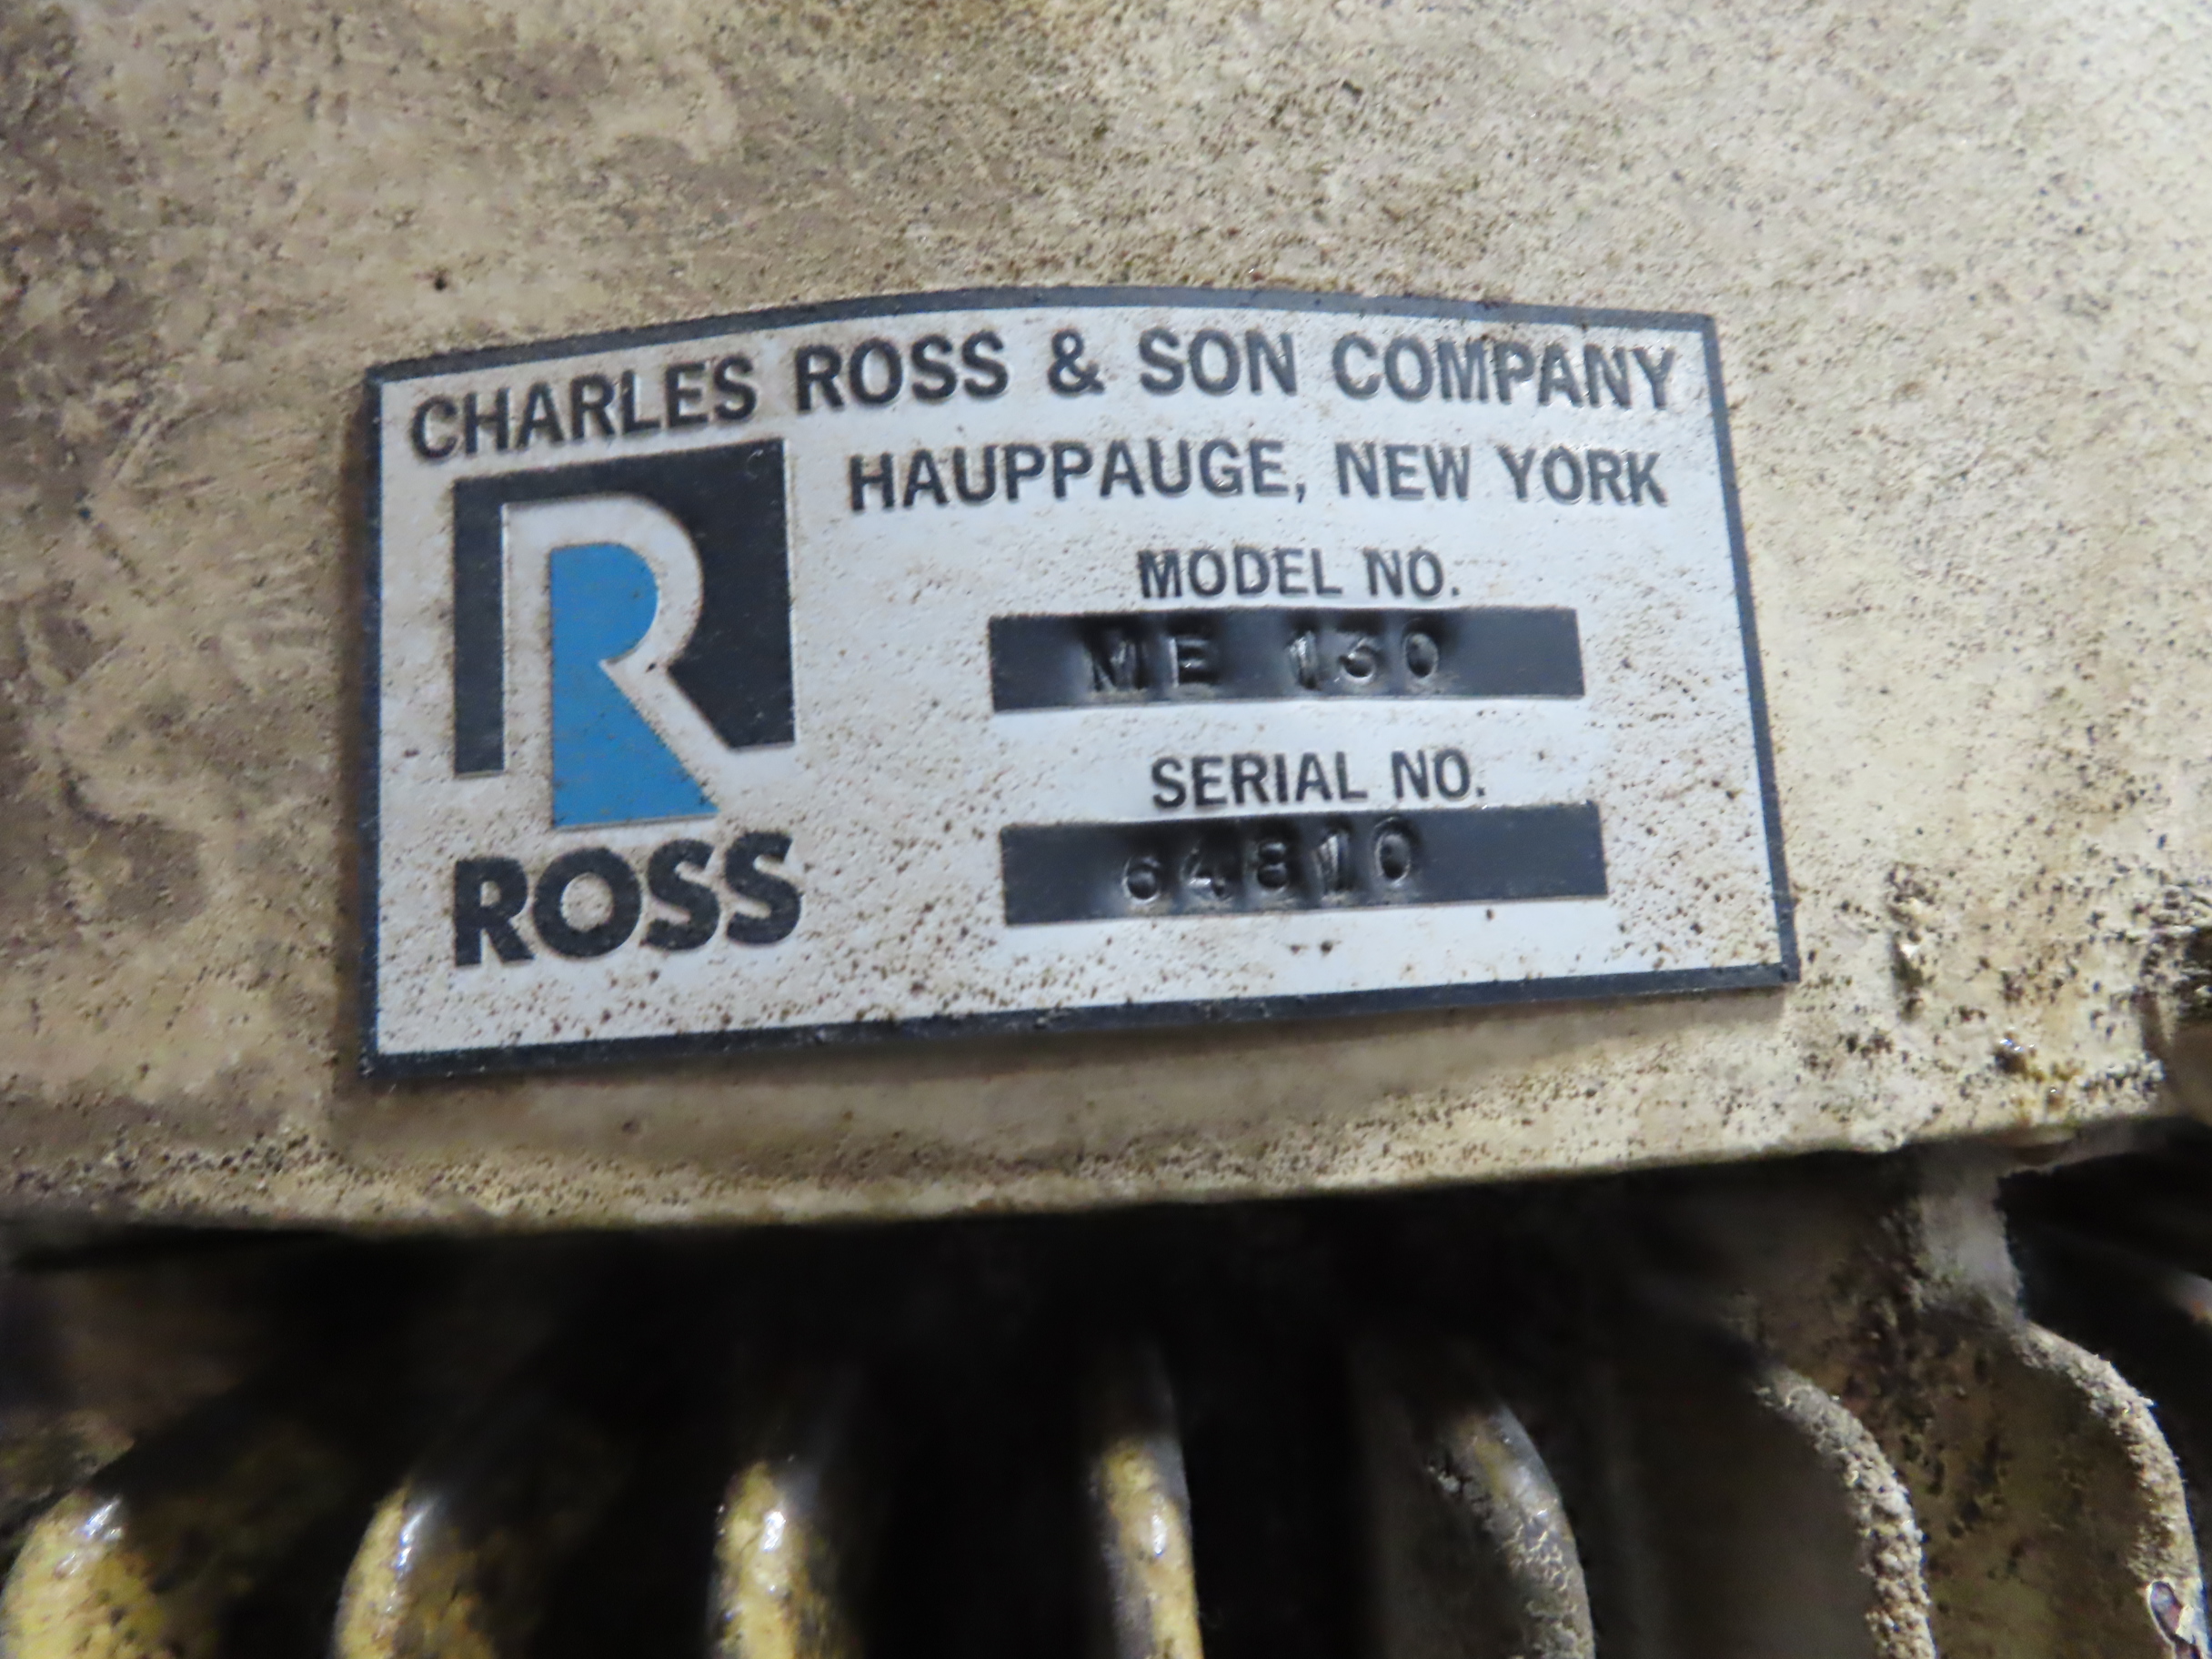 CHARLES ROSS & SON COMPANY
HAUPPAUGE, NEW YORK
MODEL NO.
ME 130
SERIAL NO.
64810
R
ROSS